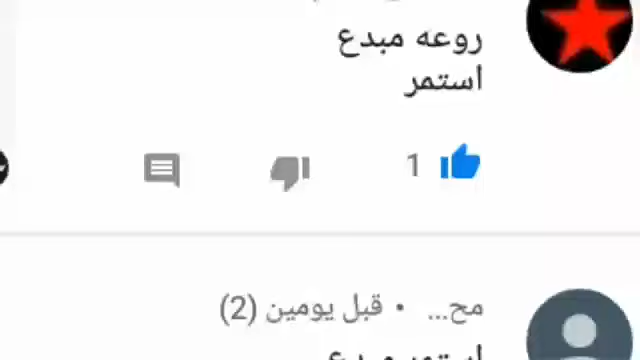 روعه مبدع
استمر
1
مح... • قبل يومين (2)